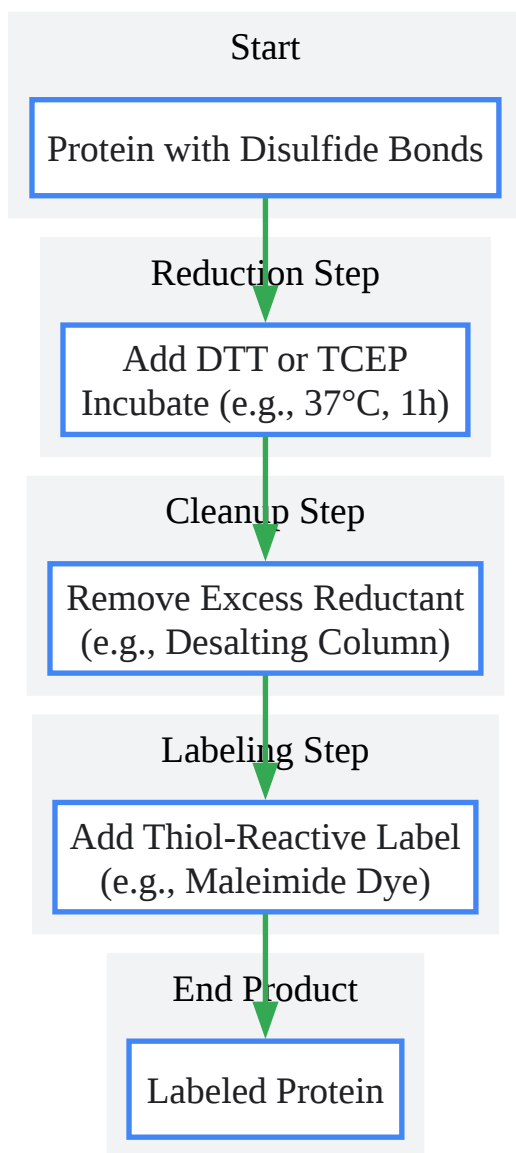 Start
Protein with Disulfide Bonds
Reduction Step
Add DTT or TCEP
Incubate (e.g., 37°C, 1h)
Cleanup Step
Remove Excess Reductant
(e.g., Desalting Column)
Labeling Step
Add Thiol-Reactive Label
(e.g., Maleimide Dye)
End Product
Labeled Protein